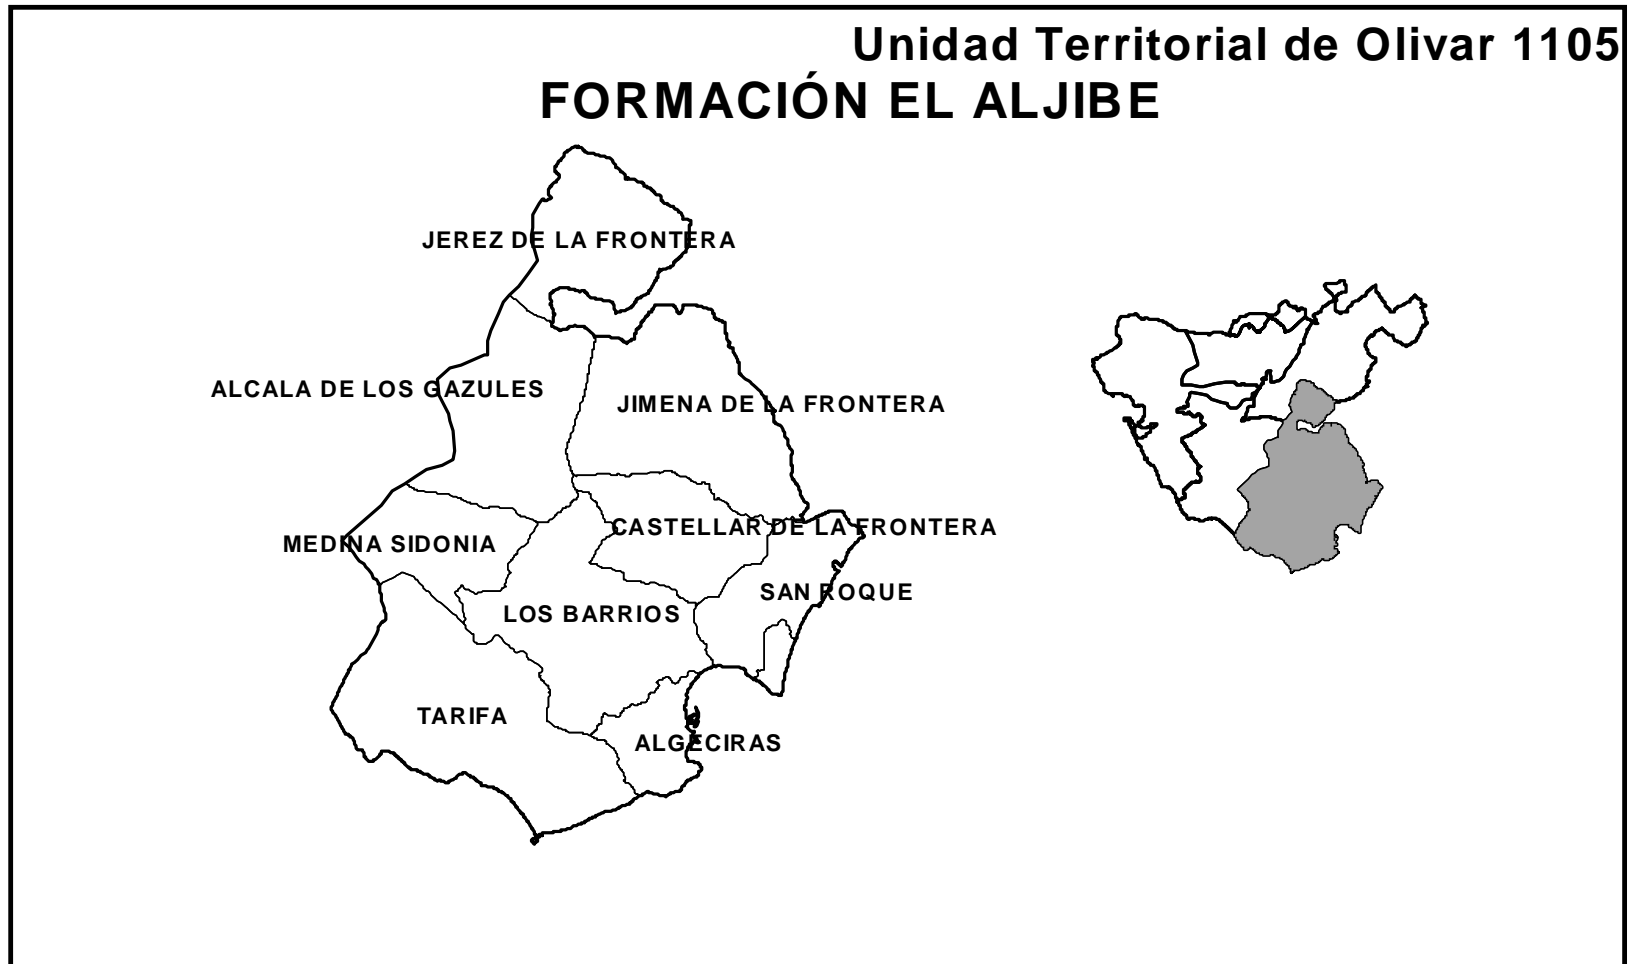 Unidad Territorial de Olivar 1105
FORMACIÓN EL ALJIBE
JEREZ DE LA FRONTERA
ALCALA DE LOS GAZULES
JIMENA DE LA FRONTERA
CASTELLAR DE LA FRONTERA
MEDINA SIDONIA
SAN ROQUE
LOS BARRIOS
TARIFA
ALGECIRAS